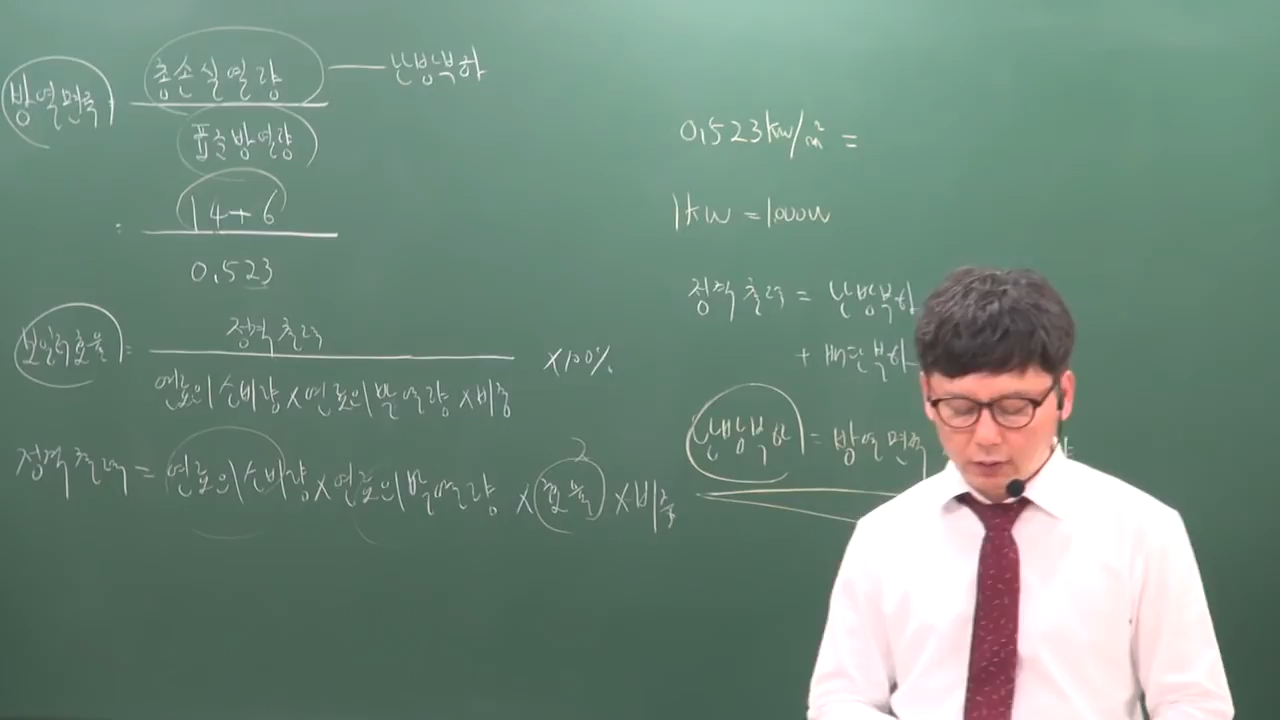 방열면적
총손실열량 — 난방부하
표준방열량
: 14+6
0.523
보일러효율 = 정격출력 ×100%
연료의 소비량×연료의 발열량×비중
정격출력 = 연료의 소비량×연료의 발열량×효율×비중
0.523kw/m² =
1kW = 1000W
정격출력 = 난방부하
+ 배관부하
난방부하 = 방열면적